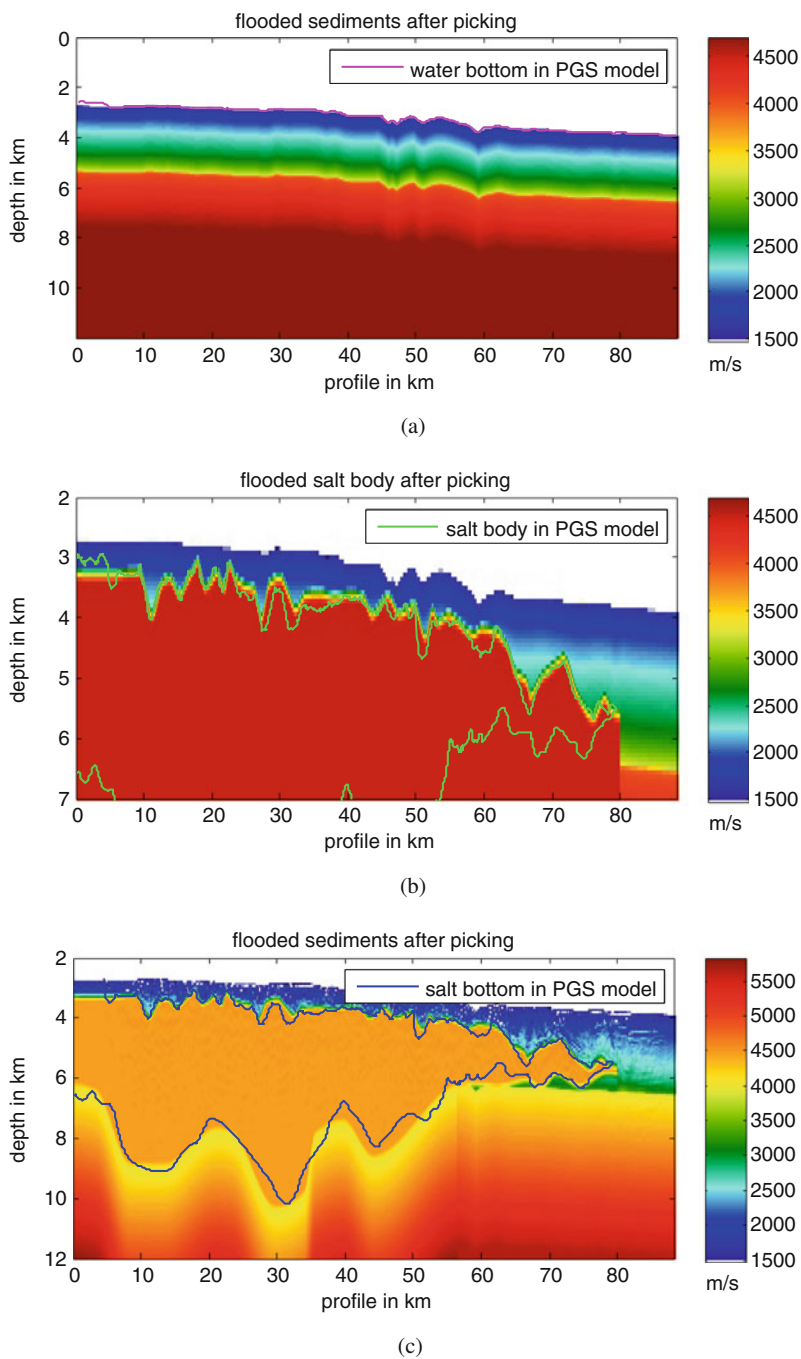 flooded sediments after picking
water bottom in PGS model
depth in km
0
2
4
6
8
10
0 10 20 30 40 50 60 70 80
profile in km
4500
4000
3500
3000
2500
2000
1500
m/s
(a)
flooded salt body after picking
salt body in PGS model
depth in km
2
3
4
5
6
7
0 10 20 30 40 50 60 70 80
profile in km
4500
4000
3500
3000
2500
2000
1500
m/s
(b)
flooded sediments after picking
salt bottom in PGS model
depth in km
2
4
6
8
10
12
0 10 20 30 40 50 60 70 80
profile in km
5500
5000
4500
4000
3500
3000
2500
2000
1500
m/s
(c)